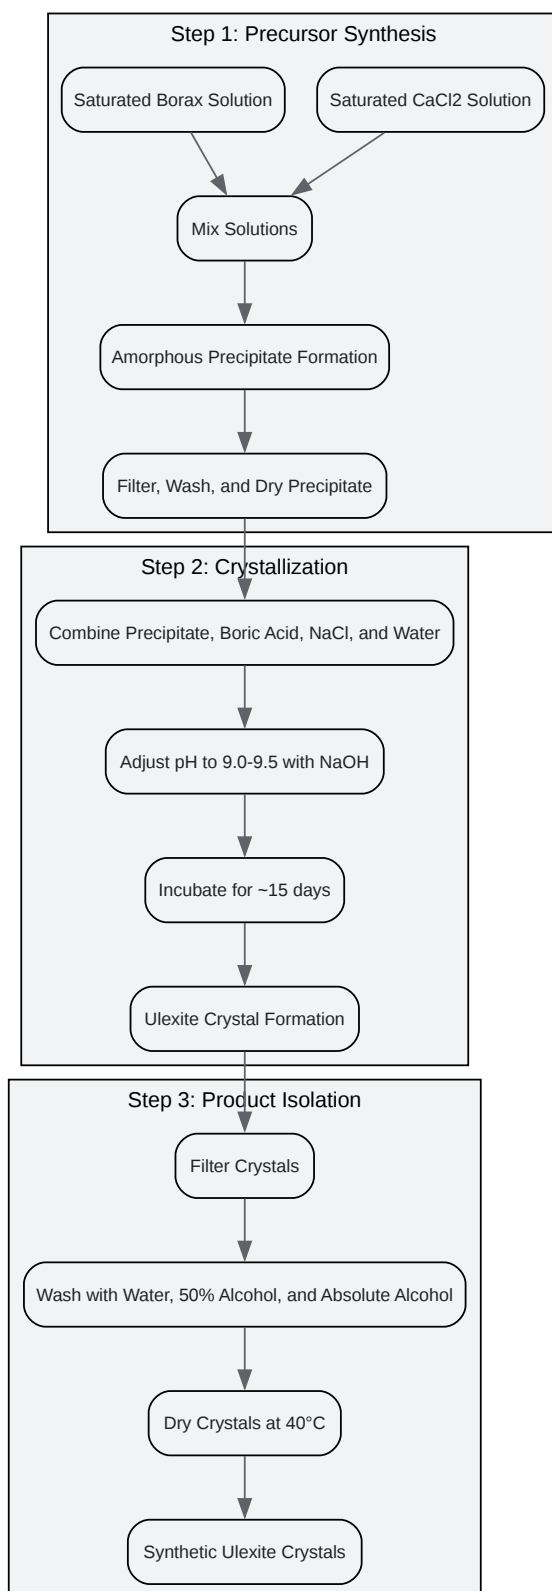 Step 1: Precursor Synthesis
Saturated Borax Solution
Saturated CaCl2 Solution
Mix Solutions
Amorphous Precipitate Formation
Filter, Wash, and Dry Precipitate
Step 2: Crystallization
Combine Precipitate, Boric Acid, NaCl, and Water
Adjust pH to 9.0-9.5 with NaOH
Incubate for ~15 days
Ulexite Crystal Formation
Step 3: Product Isolation
Filter Crystals
Wash with Water, 50% Alcohol, and Absolute Alcohol
Dry Crystals at 40°C
Synthetic Ulexite Crystals